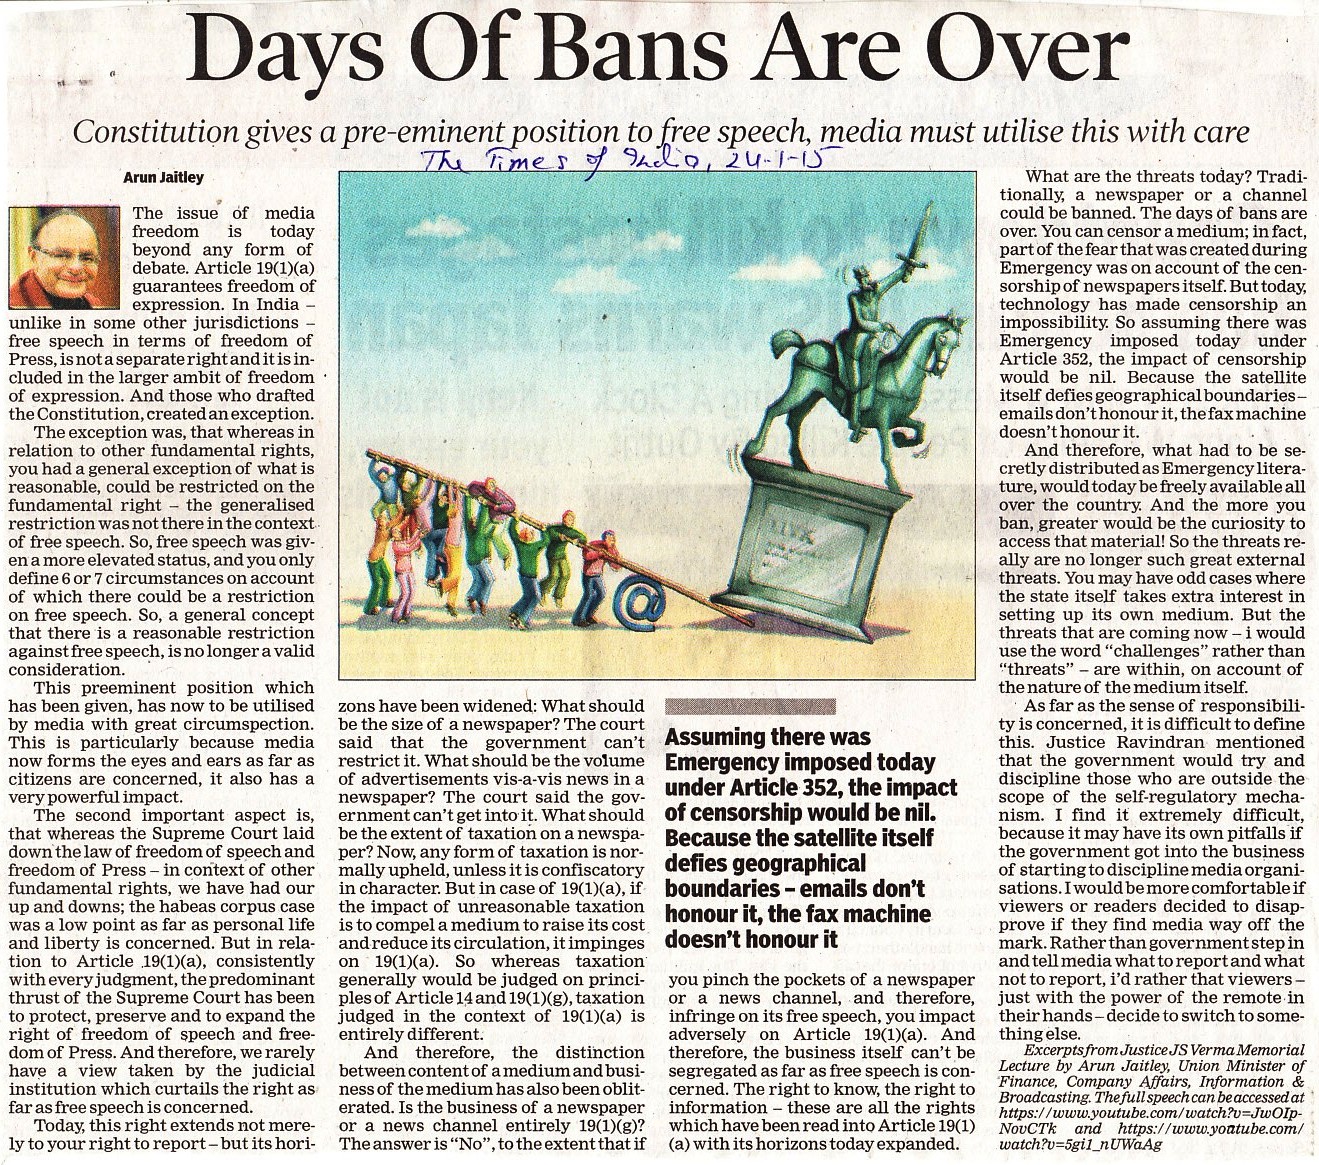 Days Of Bans Are Over
Constitution gives a pre-eminent position to free speech, media must utilise this with care
The Times of India, 24-1-15
Arun Jaitley
The issue of media
freedom is today
beyond any form of
debate. Article 19(1)(a)
guarantees freedom of
expression. In India –
unlike in some other jurisdictions –
free speech in terms of freedom of
Press, is not a separate right and it is in-
cluded in the larger ambit of freedom
of expression. And those who drafted
the Constitution, created an exception.
The exception was, that whereas in
relation to other fundamental rights,
you had a general exception of what is
reasonable, could be restricted on the
fundamental right – the generalised
restriction was not there in the context
of free speech. So, free speech was giv-
en a more elevated status, and you only
define 6 or 7 circumstances on account
of which there could be a restriction
on free speech. So, a general concept
that there is a reasonable restriction
against free speech, is no longer a valid
consideration.
This preeminent position which
has been given, has now to be utilised
by media with great circumspection.
This is particularly because media
now forms the eyes and ears as far as
citizens are concerned, it also has a
very powerful impact.
The second important aspect is,
that whereas the Supreme Court laid
down the law of freedom of speech and
freedom of Press – in context of other
fundamental rights, we have had our
up and downs; the habeas corpus case
was a low point as far as personal life
and liberty is concerned. But in rela-
tion to Article 19(1)(a), consistently
with every judgment, the predominant
thrust of the Supreme Court has been
to protect, preserve and to expand the
right of freedom of speech and free-
dom of Press. And therefore, we rarely
have a view taken by the judicial
institution which curtails the right as
far as free speech is concerned.
Today, this right extends not mere-
ly to your right to report – but its hori-
zons have been widened: What should
be the size of a newspaper? The court
said that the government can't
restrict it. What should be the volume
of advertisements vis-a-vis news in a
newspaper? The court said the gov-
ernment can't get into it. What should
be the extent of taxation on a newspa-
per? Now, any form of taxation is nor-
mally upheld, unless it is confiscatory
in character. But in case of 19(1)(a), if
the impact of unreasonable taxation
is to compel a medium to raise its cost
and reduce its circulation, it impinges
on 19(1)(a). So whereas taxation
generally would be judged on princi-
ples of Article 14 and 19(1)(g), taxation
judged in the context of 19(1)(a) is
entirely different.
And therefore, the distinction
between content of a medium and busi-
ness of the medium has also been oblit-
erated. Is the business of a newspaper
or a news channel entirely 19(1)(g)?
The answer is "No", to the extent that if
Assuming there was
Emergency imposed today
under Article 352, the impact
of censorship would be nil.
Because the satellite itself
defies geographical
boundaries – emails don't
honour it, the fax machine
doesn't honour it
you pinch the pockets of a newspaper
or a news channel, and therefore,
infringe on its free speech, you impact
adversely on Article 19(1)(a). And
therefore, the business itself can't be
segregated as far as free speech is con-
cerned. The right to know, the right to
information – these are all the rights
which have been read into Article 19(1)
(a) with its horizons today expanded.
What are the threats today? Tradi-
tionally, a newspaper or a channel
could be banned. The days of bans are
over. You can censor a medium; in fact,
part of the fear that was created during
Emergency was on account of the cen-
sorship of newspapers itself. But today,
technology has made censorship an
impossibility. So assuming there was
Emergency imposed today under
Article 352, the impact of censorship
would be nil. Because the satellite
itself defies geographical boundaries –
emails don't honour it, the fax machine
doesn't honour it.
And therefore, what had to be se-
cretly distributed as Emergency litera-
ture, would today be freely available all
over the country. And the more you
ban, greater would be the curiosity to
access that material! So the threats re-
ally are no longer such great external
threats. You may have odd cases where
the state itself takes extra interest in
setting up its own medium. But the
threats that are coming now – i would
use the word "challenges" rather than
"threats" – are within, on account of
the nature of the medium itself.
As far as the sense of responsibili-
ty is concerned, it is difficult to define
this. Justice Ravindran mentioned
that the government would try and
discipline those who are outside the
scope of the self-regulatory mecha-
nism. I find it extremely difficult,
because it may have its own pitfalls if
the government got into the business
of starting to discipline media organi-
sations. I would be more comfortable if
viewers or readers decided to disap-
prove if they find media way off the
mark. Rather than government step in
and tell media what to report and what
not to report, i'd rather that viewers –
just with the power of the remote in
their hands – decide to switch to some-
thing else.
Excerpts from Justice JS Verma Memorial
Lecture by Arun Jaitley, Union Minister of
Finance, Company Affairs, Information &
Broadcasting. The full speech can be accessed at
https://www.youtube.com/watch?v=JwOIp-
NovCTk and https://www.youtube.com/
watch?v=5gi1_nUWaAg
@